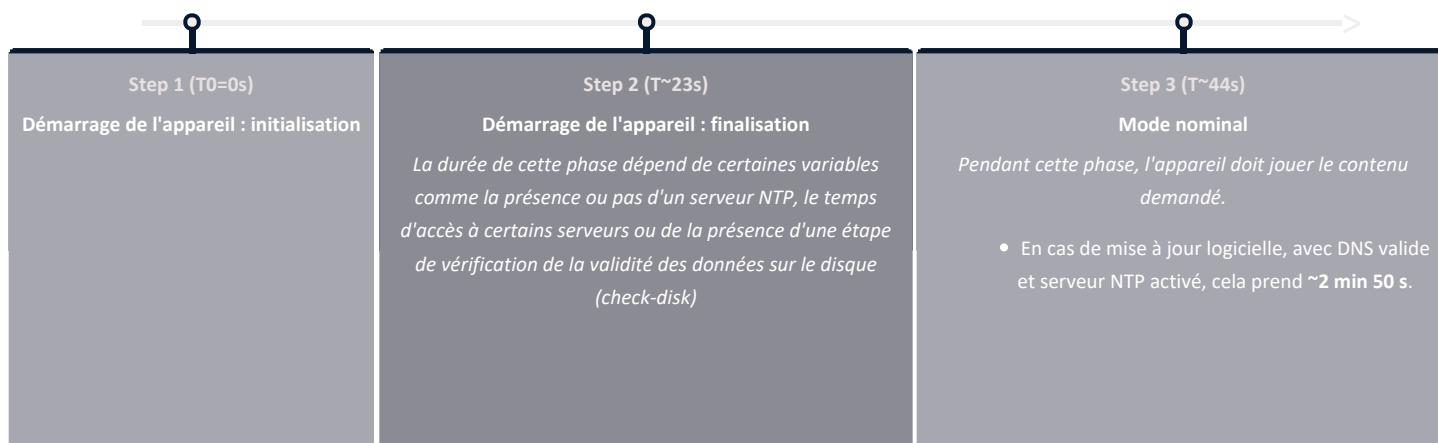 Step 1 (T0=0s)
Démarrage de l'appareil : initialisation
Step 2 (T~23s)
Démarrage de l'appareil : finalisation
La durée de cette phase dépend de certaines variables
comme la présence ou pas d'un serveur NTP, le temps
d'accès à certains serveurs ou de la présence d'une étape
de vérification de la validité des données sur le disque
(check-disk)
Step 3 (T~44s)
Mode nominal
Pendant cette phase, l'appareil doit jouer le contenu
demandé.
• En cas de mise à jour logicielle, avec DNS valide
et serveur NTP activé, cela prend ~2 min 50 s.